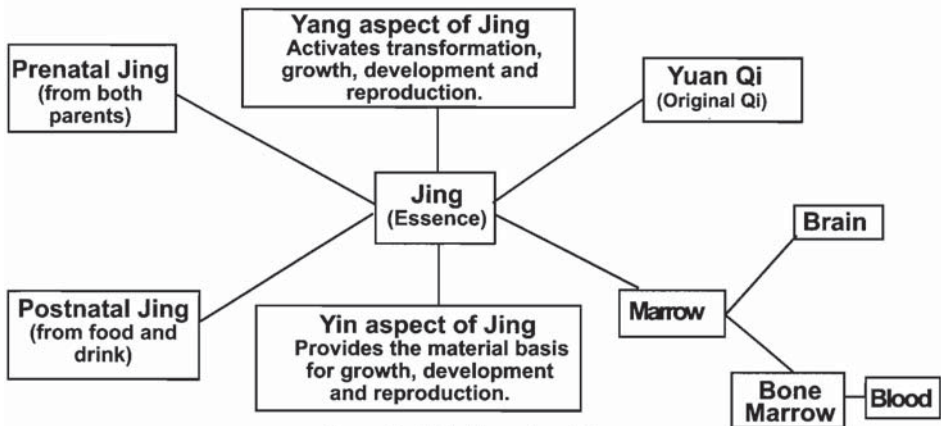 Yang aspect of Jing
Activates transformation,
growth, development and
reproduction.
Prenatal Jing
(from both
parents)
Yuan Qi
(Original Qi)
Jing
(Essence)
Brain
Postnatal Jing
(from food and
drink)
Yin aspect of Jing
Provides the material basis
for growth, development
and reproduction.
Marrow
Bone
Marrow
Blood